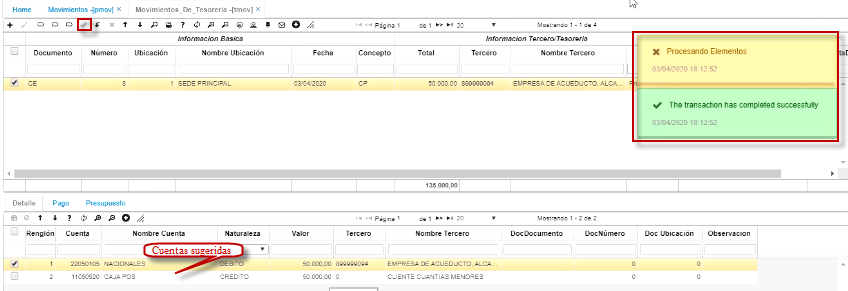 Home Movimientos -[pmov] × Movimientos_De_Tesoreria -[tmov] ×
Página 1 de 1 20 Mostrando 1 - 1 de 4
Informacion Basica Informacion Tercero/Tesoreria
Documento Número Ubicación Nombre Ubicación Fecha Concepto Total Tercero Nombre Tercero
CE 8 1 SEDE PRINCIPAL 03/04/2020 CP 50.000,00 899999094 EMPRESA DE ACUEDUCTO, ALCA...
Procesando Elementos
03/04/2020 18:12:52
The transaction has completed successfully
03/04/2020 18:12:52
138.000,00
Detalle Pago Presupuesto
Página 1 de 1 20 Mostrando 1 - 2 de 2
Renglón Cuenta Nombre Cuenta Naturaleza Valor Tercero Nombre Tercero DocDocumento DocNúmero Doc Ubicación Observacion
Cuentas sugeridas
1 22050105 NACIONALES DEBITO 50.000,00 899999094 EMPRESA DE ACUEDUCTO, ALCA... 0 0
2 11050520 CAJA POS CREDITO 50.000,00 0 CLIENTE CUANTIAS MENORES 0 0